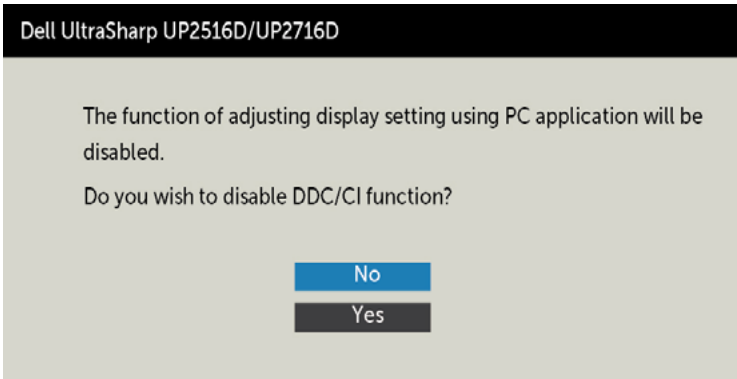 Dell UltraSharp UP2516D/UP2716D
The function of adjusting display setting using PC application will be
disabled.
Do you wish to disable DDC/CI function?
No
Yes